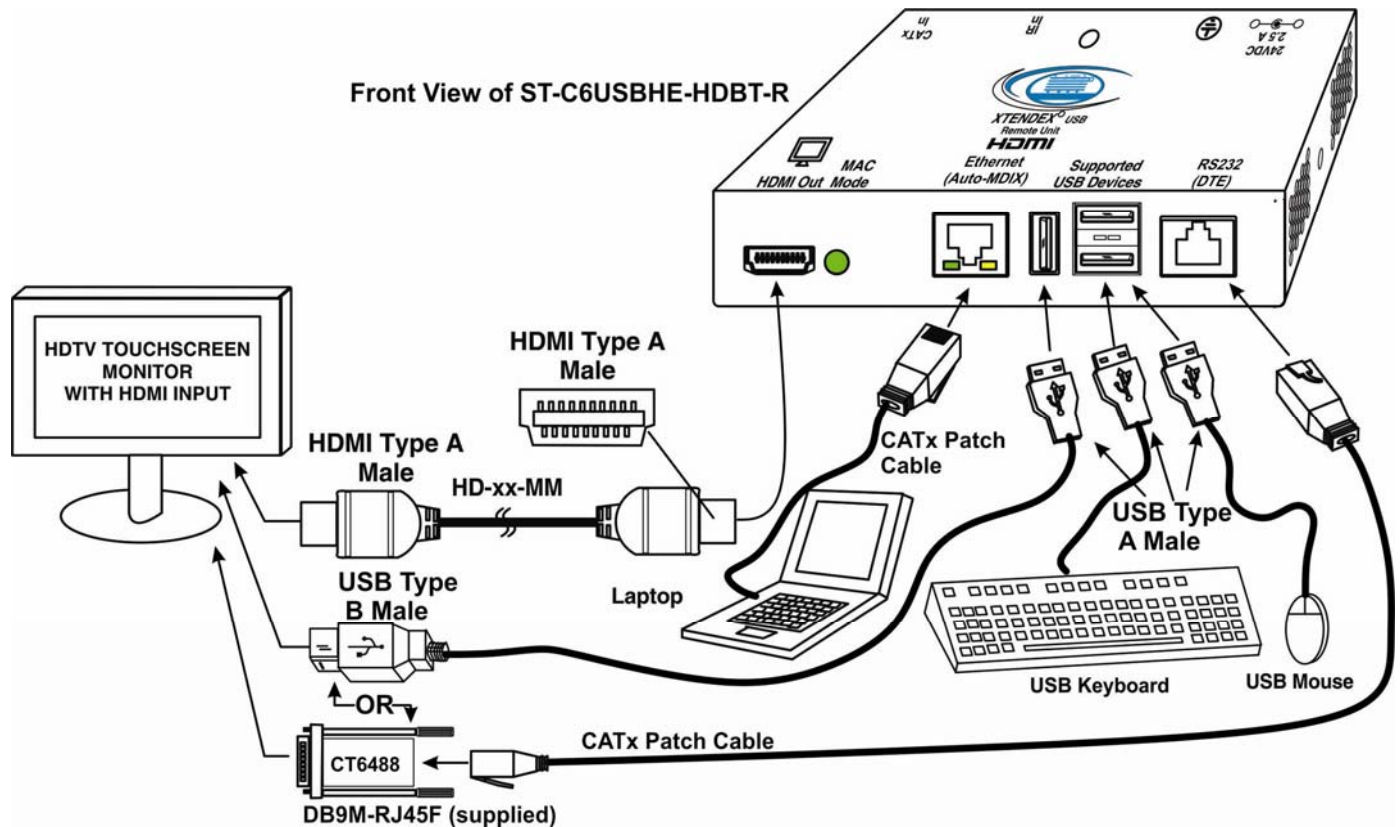 CATx
In
IR
In
24VDC
2.5 A
Front View of ST-C6USBHE-HDBT-R
XTENDEX® USB
Remote Unit
HDMI
HDMI Out
MAC
Mode
Ethernet
(Auto-MDIX)
Supported
USB Devices
RS232
(DTE)
HDTV TOUCHSCREEN
MONITOR
WITH HDMI INPUT
HDMI Type A
Male
HDMI Type A
Male
HD-xx-MM
CATx Patch
Cable
USB Type
A Male
USB Type
B Male
Laptop
USB Keyboard
USB Mouse
OR
CT6488
CATx Patch Cable
DB9M-RJ45F (supplied)